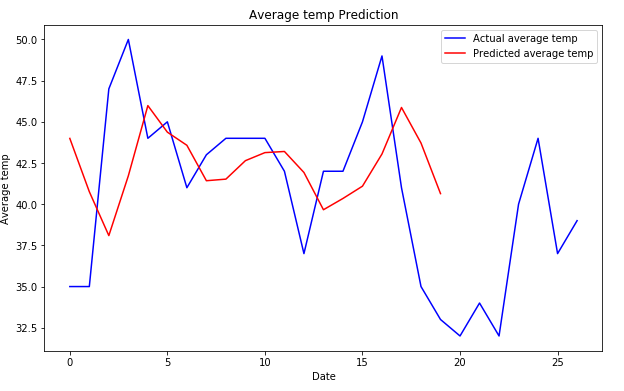 Average temp Prediction
Actual average temp
Predicted average temp
Average temp
50.0
47.5
45.0
42.5
40.0
37.5
35.0
32.5
0 5 10 15 20 25
Date